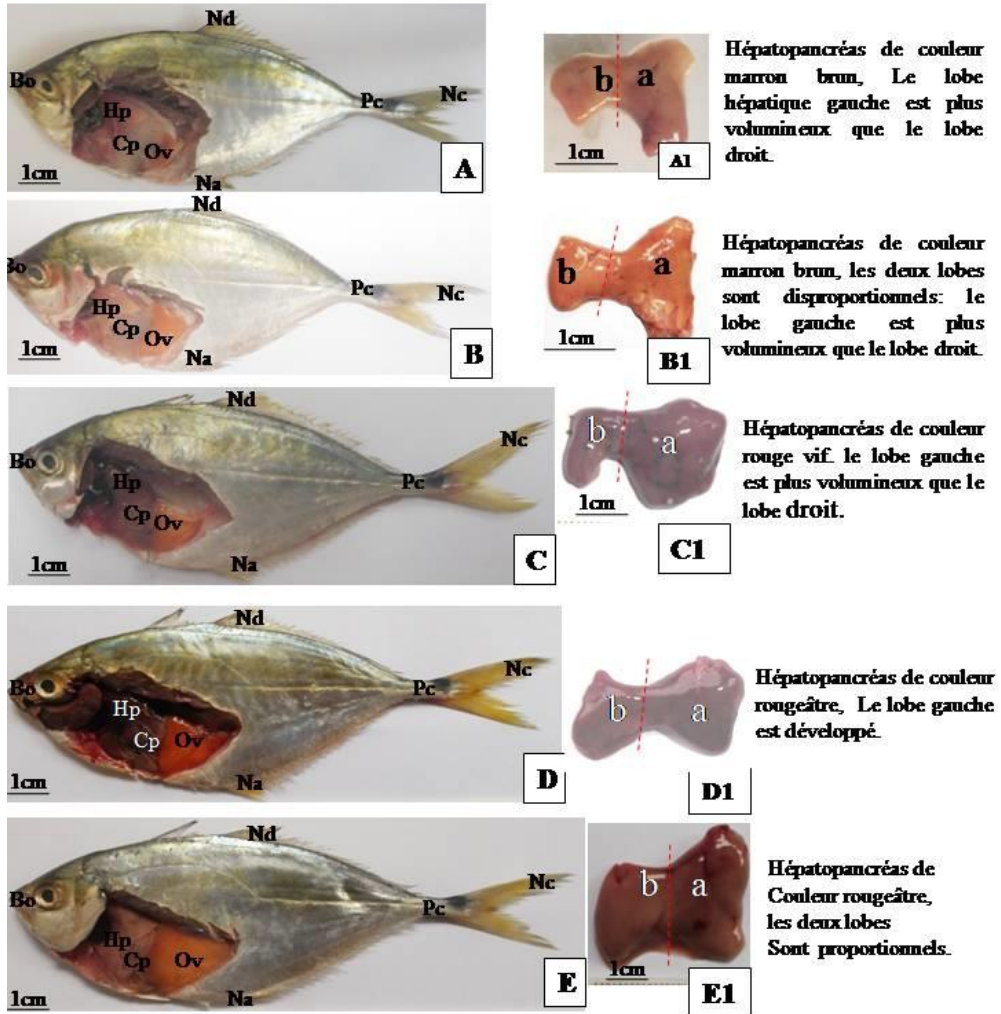 Nd
Bo
Hp
Cp
Ov
Pc
Nc
1cm
Na
A
b
a
1cm
A1
Hépatopancréas de couleur
marron brun, Le lobe
hépatique gauche est plus
volumineux que le lobe
droit.
Nd
Bo
Hp
Cp
Ov
Pc
Nc
1cm
Na
B
b
a
1cm
B1
Hépatopancréas de couleur
marron brun, les deux lobes
sont disproportionnels: le
lobe gauche est plus
volumineux que le lobe droit.
Nd
Nc
Bo
Hp
Cp
Ov
Pc
1cm
Na
C
b
a
1cm
C1
Hépatopancréas de couleur
rouge vif. le lobe gauche
est plus volumineux que le
lobe droit.
Nd
Nc
Bo
Hp
Cp
Ov
Pc
1cm
Na
D
b
a
D1
Hépatopancréas de couleur
rougeâtre, Le lobe gauche
est développé.
Nd
Nc
Bo
Hp
Cp
Ov
Pc
1cm
Na
E
b
a
1cm
E1
Hépatopancréas de
Couleur rougeâtre,
les deux lobes
Sont proportionnels.